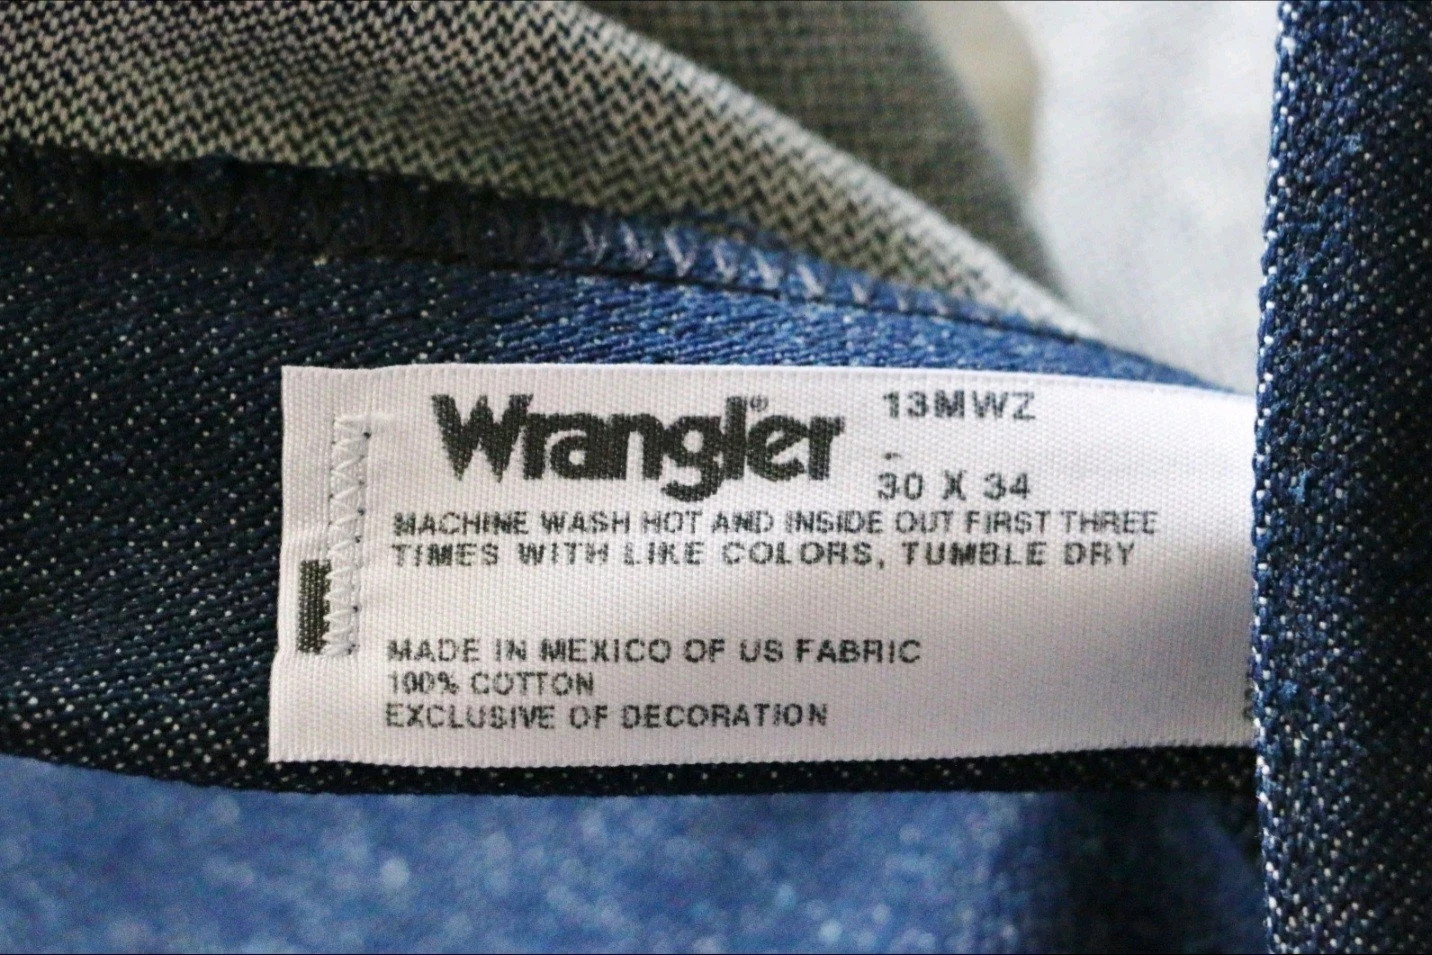 Wrangler® 13MWZ
-
30 X 34
MACHINE WASH HOT AND INSIDE OUT FIRST THREE
TIMES WITH LIKE COLORS, TUMBLE DRY
MADE IN MEXICO OF US FABRIC
100% COTTON
EXCLUSIVE OF DECORATION